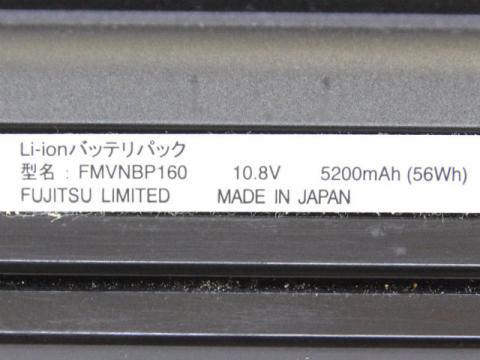 Li-ionバッテリパック
型名 : FMVNBP160 10.8V 5200mAh (56Wh)
FUJITSU LIMITED MADE IN JAPAN